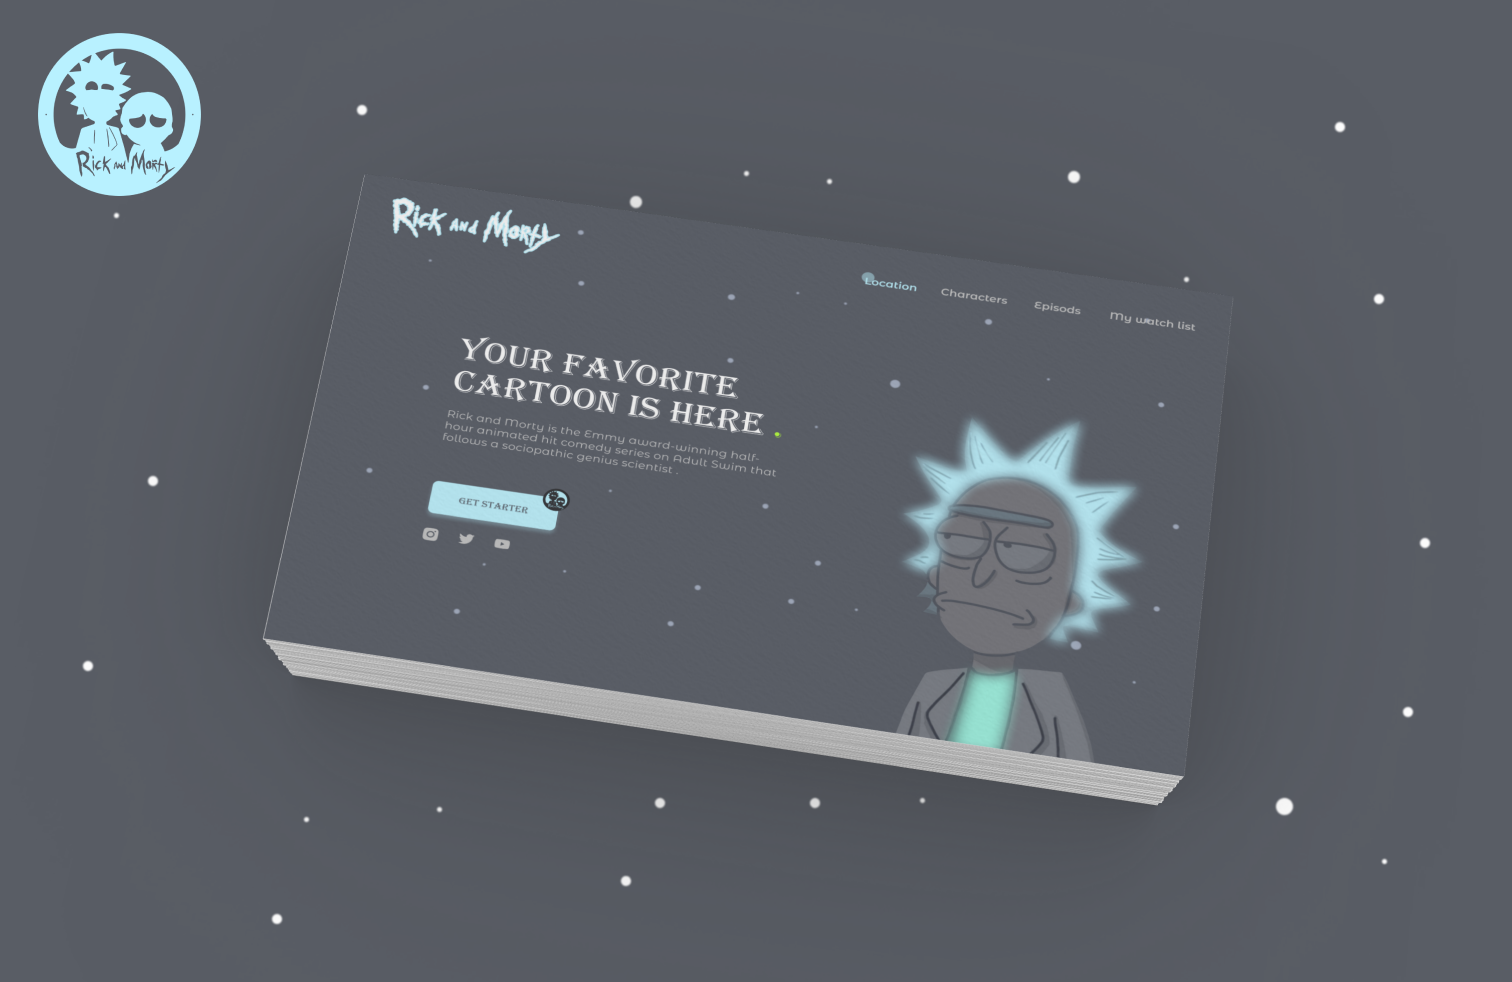 Rick and Morty
Rick and Morty
Location
Characters
Episods
My watch list
YOUR FAVORITE
CARTOON IS HERE .
Rick and Morty is the Emmy award-winning half-
hour animated hit comedy series on Adult Swim that
follows a sociopathic genius scientist .
GET STARTER